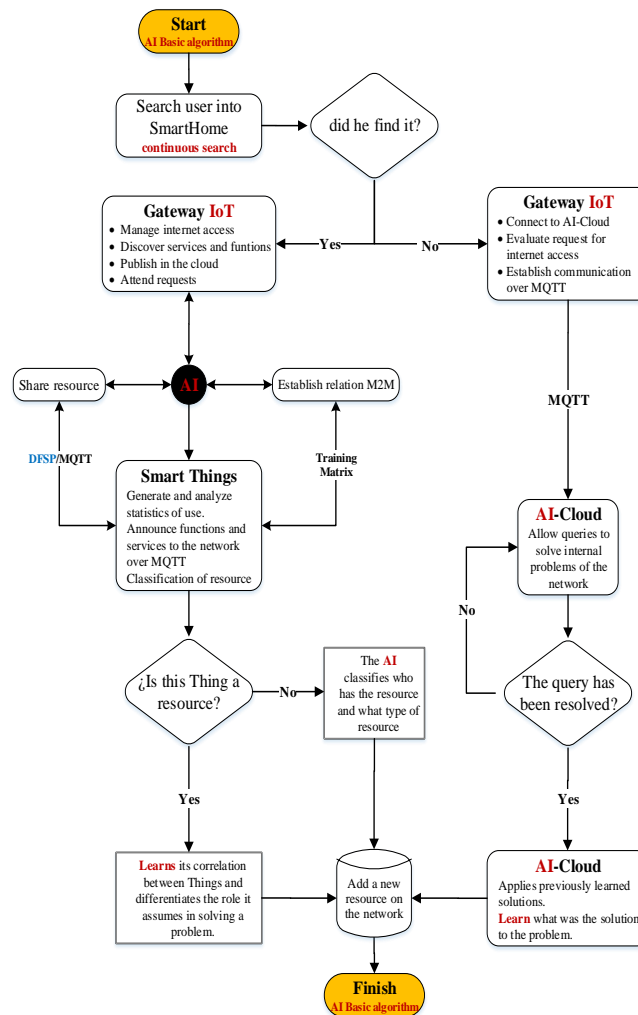 Start
AI Basic algorithm
Search user into
SmartHome
continuous search
did he find it?
Gateway IoT
• Manage internet access
• Discover services and funtions
• Publish in the cloud
• Attend requests
Yes
No
Gateway IoT
• Connect to AI-Cloud
• Evaluate request for
internet access
• Establish communication
over MQTT
Share resource
AI
Establish relation M2M
MQTT
DFSP/MQTT
Training
Matrix
Smart Things
Generate and analyze
statistics of use.
Announce functions and
services to the network
over MQTT
Classification of resource
AI-Cloud
Allow queries to
solve internal
problems of the
network
No
¿Is this Thing a
resource?
No
The AI
classifies who
has the resource
and what type of
resource
The query has
been resolved?
Yes
Yes
Learns its correlation
between Things and
differentiates the role it
assumes in solving a
problem.
Add a new
resource on
the network
AI-Cloud
Applies previously learned
solutions.
Learn what was the solution
to the problem.
Finish
AI Basic algorithm